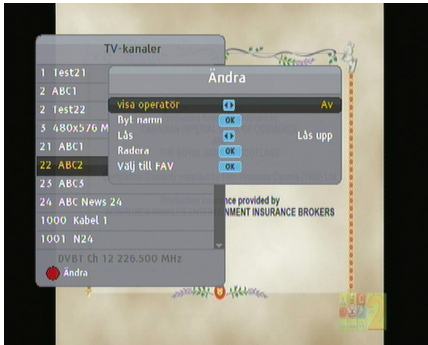 TV-kanaler
1 Test21
2 ABC1
2 Test22
3 480x576 M
21 ABC1
22 ABC2
23 ABC3
24 ABC News 24
1000 Kabel 1
1001 N24
DVBT Ch 12 226.500 MHz
Ändra
Ändra
visa operatör Av
Byt namn OK
Lås Lås upp
Radera OK
Välj till FAV OK
nce provided by
NMENT INSURANCE BROKERS